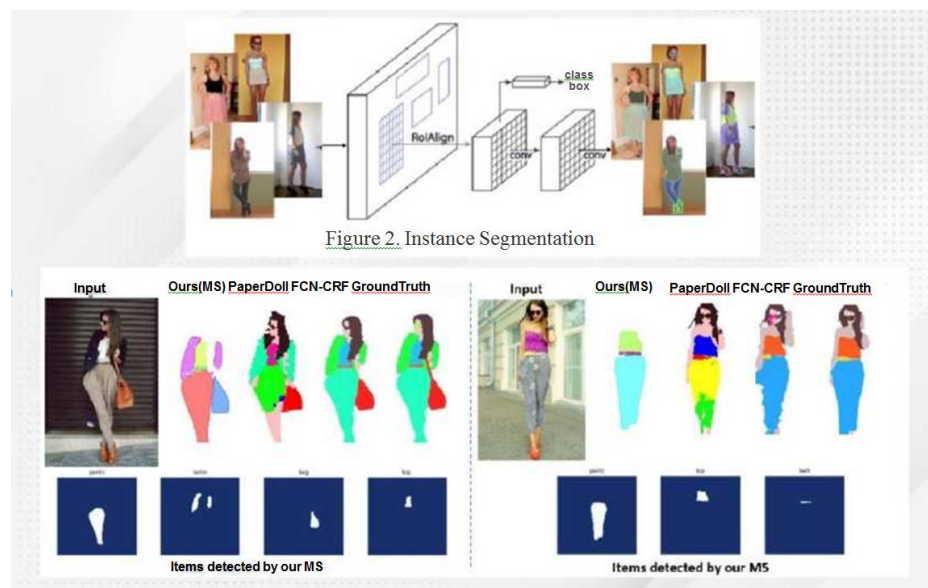 class
box
RoIAlign
conv
conv
Figure 2. Instance Segmentation
Input
Ours(MS) PaperDoll FCN-CRF GroundTruth
pants
bag
top
Items detected by our MS
Input
Ours(MS) PaperDoll FCN-CRF GroundTruth
pants
top
belt
Items detected by our MS